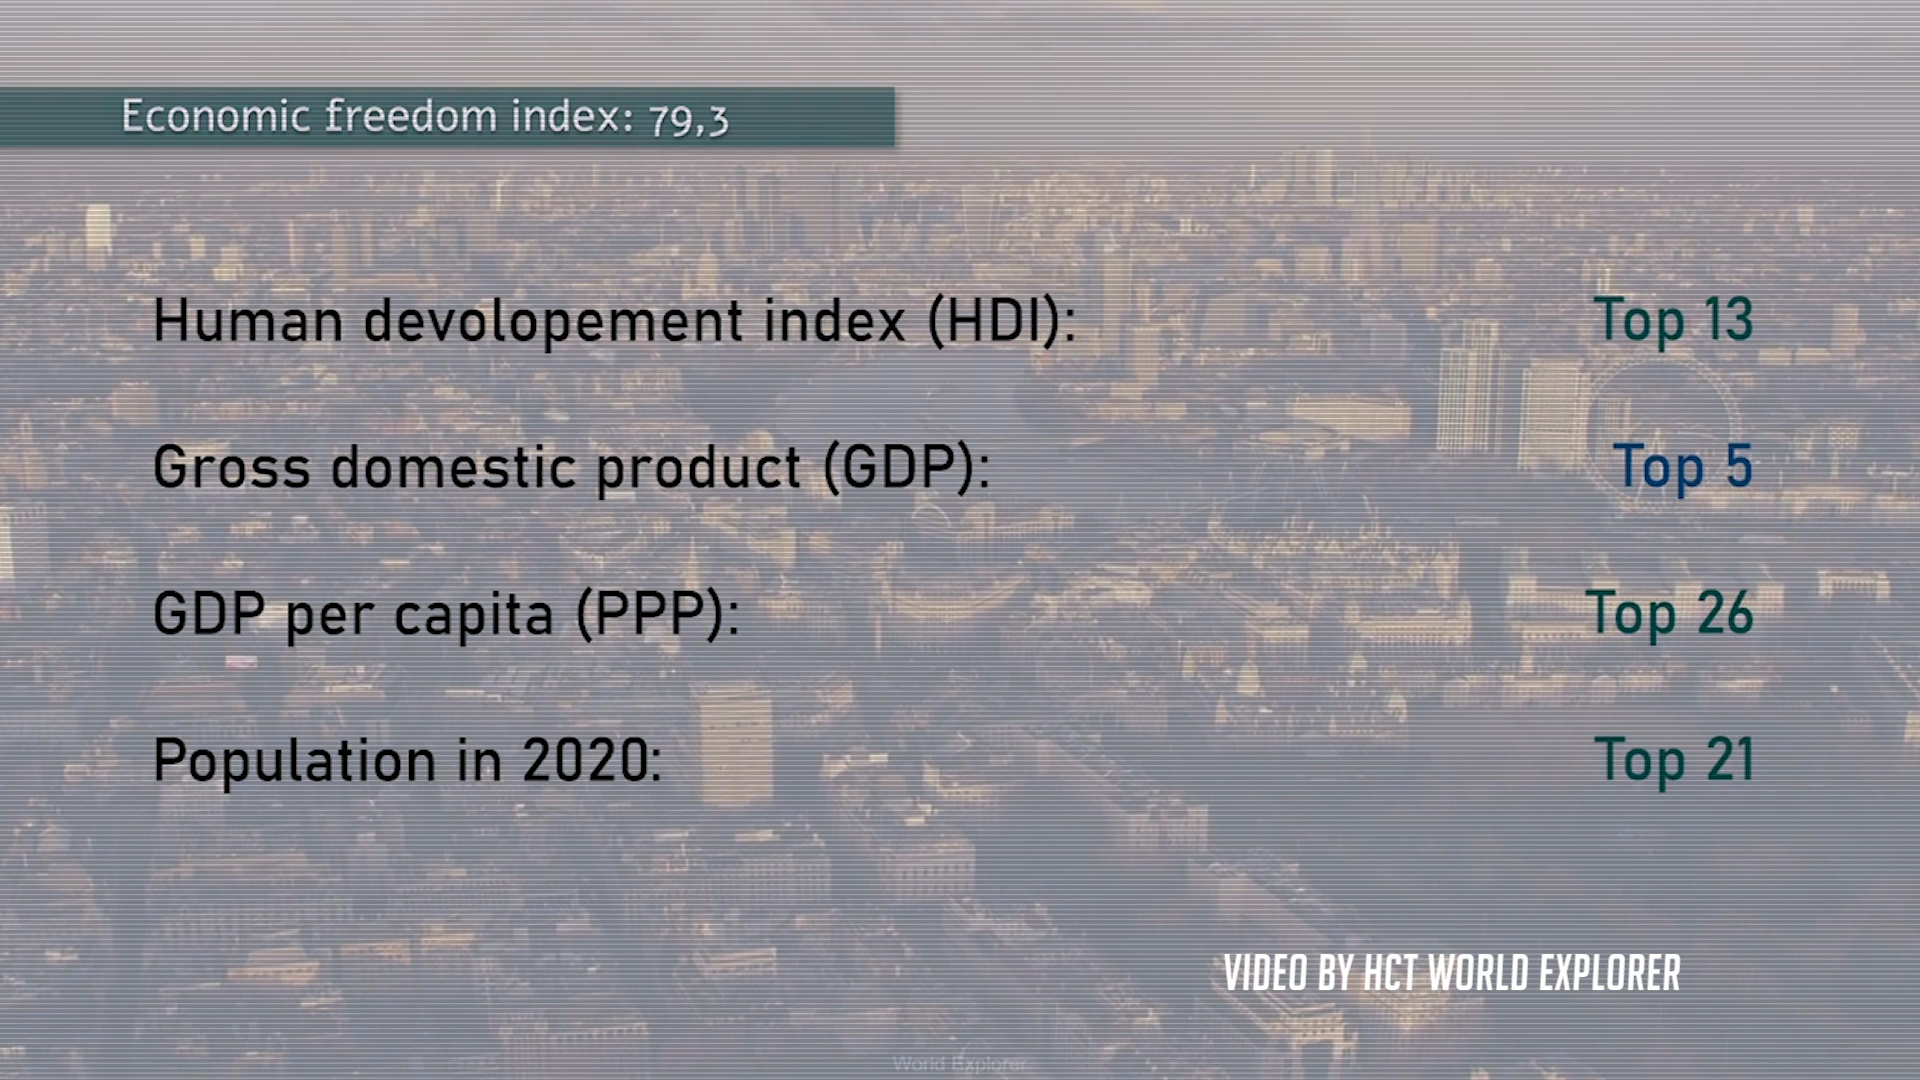 Economic freedom index: 79,3
Human devolopement index (HDI): Top 13
Gross domestic product (GDP): Top 5
GDP per capita (PPP): Top 26
Population in 2020: Top 21
VIDEO BY HCT WORLD EXPLORER
World Explorer